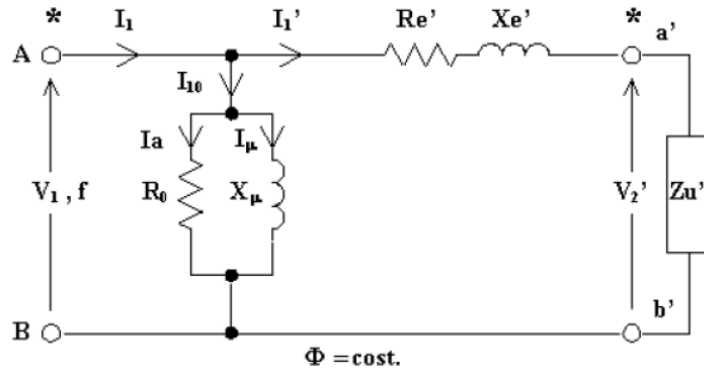 * I₁ I₁' Re' Xe' *
A a'
I₁₀
Ia Iμ
V₁ , f R₀ Xμ V₂' Zu'
B b'
Φ =cost.